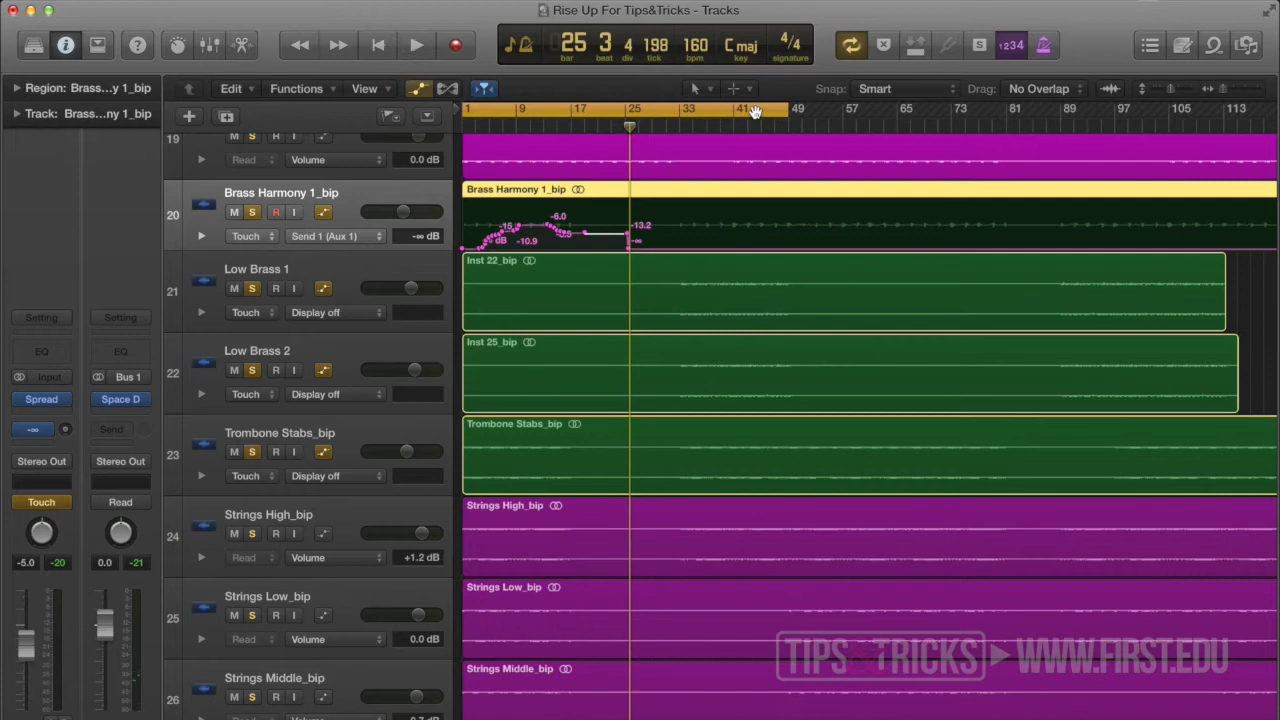 Rise Up For Tips&Tricks - Tracks
25 3 4 198 160 C maj 4/4
bar beat div tick bpm key signature
S 1234
Region: Brass...y 1_bip
Edit Functions View Snap: Smart Drag: No Overlap
Track: Brass...ny 1_bip
1 9 17 25 33 41 49 57 65 73 81 89 97 105 113
19 M S R I
Read Volume 0.0 dB
20 Brass Harmony 1_bip
M S R I
Touch Send 1 (Aux 1) -∞ dB
Brass Harmony 1_bip
-6.0
-13.2
-10.9
-∞
21 Low Brass 1
M S R I
Touch Display off
Inst 22_bip
22 Low Brass 2
M S R I
Touch Display off
Inst 25_bip
23 Trombone Stabs_bip
M S R I
Touch Display off
Trombone Stabs_bip
24 Strings High_bip
M S R I
Read Volume +1.2 dB
Strings High_bip
25 Strings Low_bip
M S R I
Read Volume 0.0 dB
Strings Low_bip
26 Strings Middle_bip
M S R I
Strings Middle_bip
Setting Setting
EQ EQ
Input Bus 1
Spread Space D
-∞ Send
Stereo Out Stereo Out
Touch Read
-5.0 -20 0.0 -21
TIPS&TRICKS WWW.FIRST.EDU